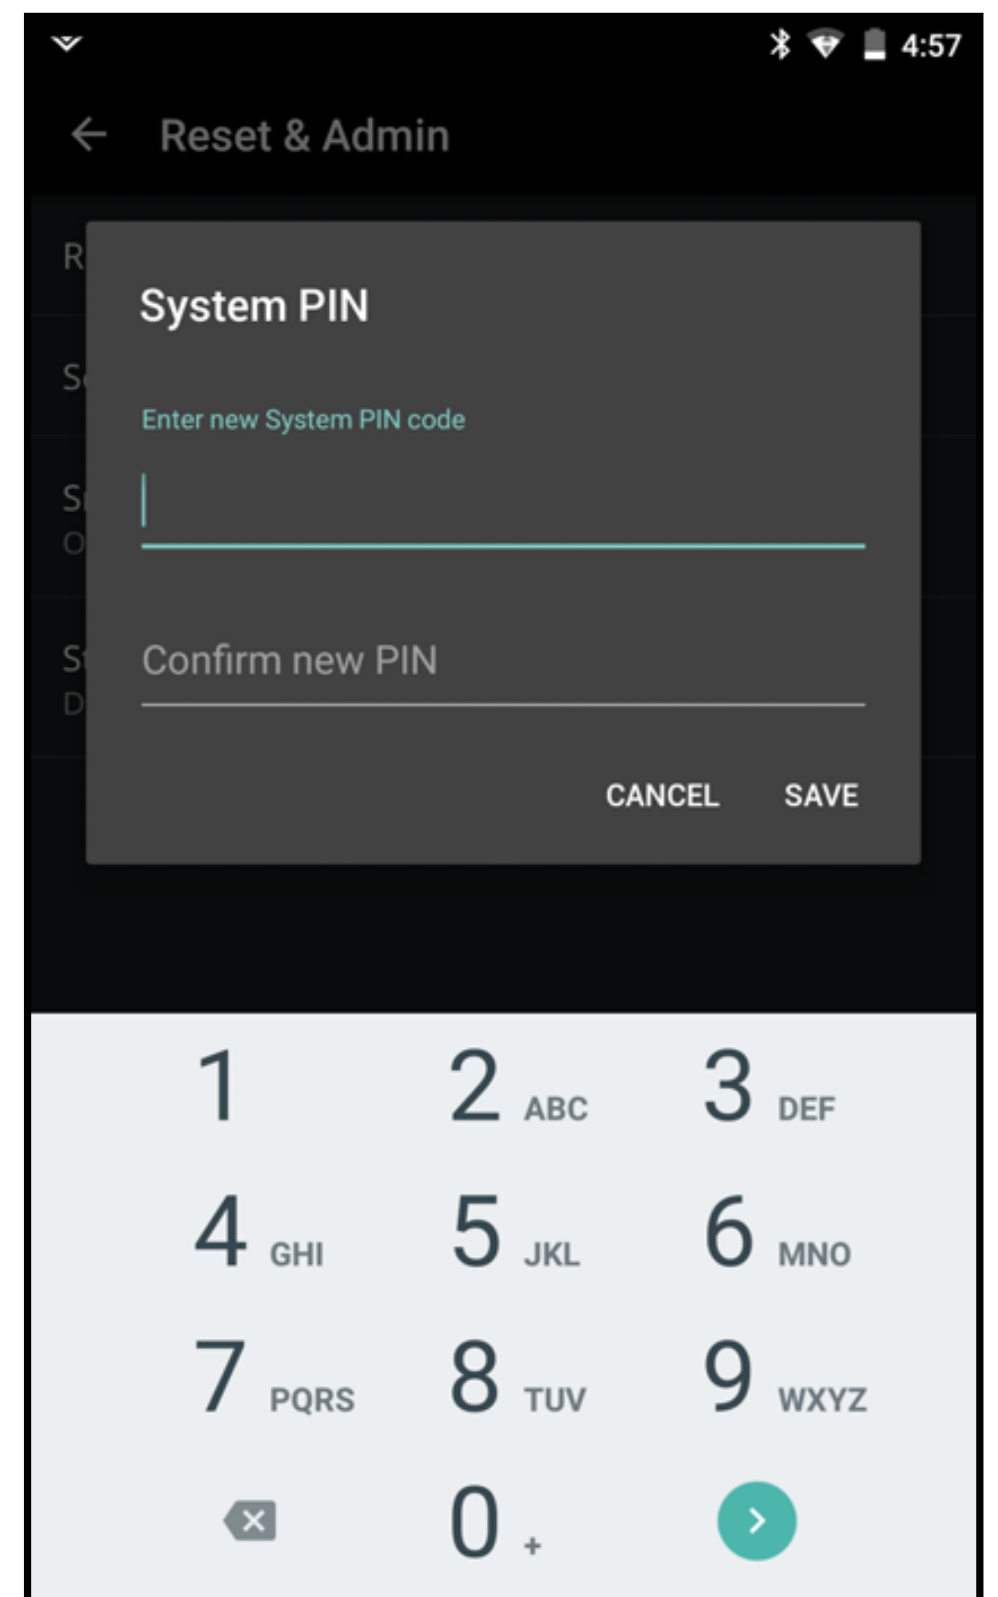 4:57
Reset & Admin
R
System PIN
S
Enter new System PIN code
S
O
S
Confirm new PIN
D
CANCEL SAVE
1 2 ABC 3 DEF
4 GHI 5 JKL 6 MNO
7 PQRS 8 TUV 9 WXYZ
0 +